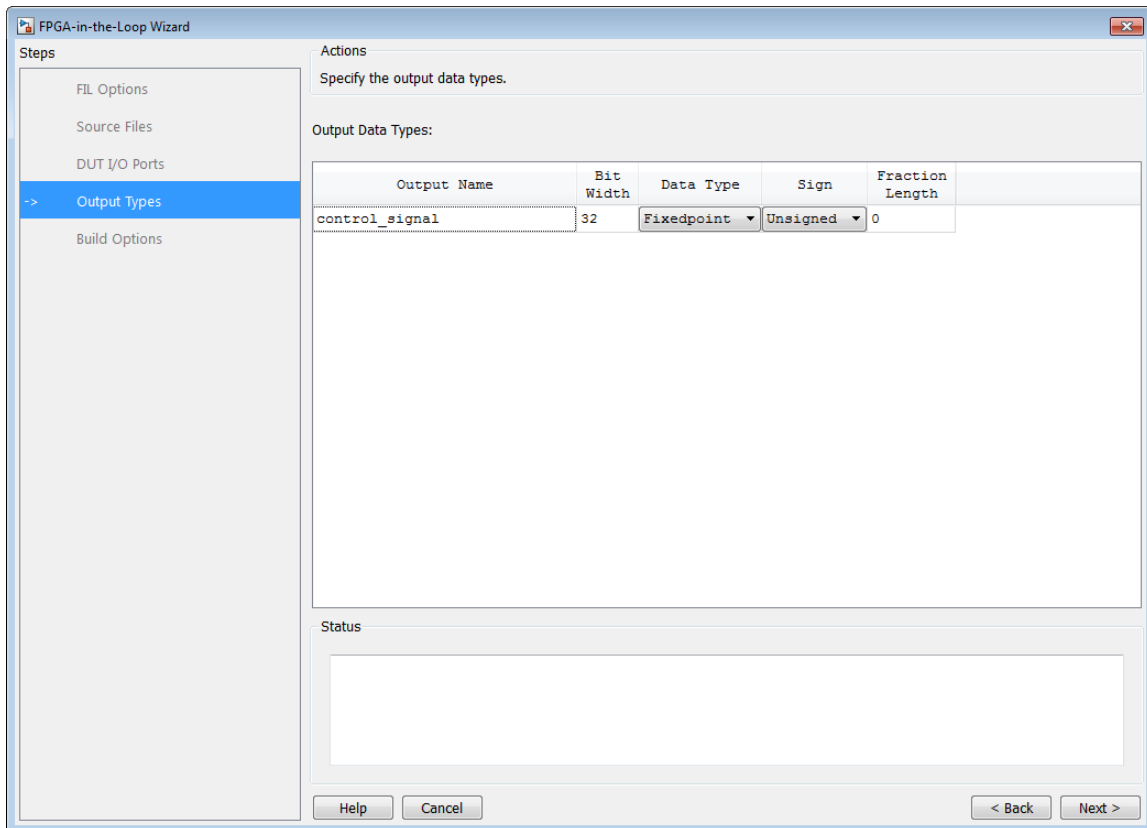 FPGA-in-the-Loop Wizard
Steps
FIL Options
Source Files
DUT I/O Ports
-> Output Types
Build Options
Actions
Specify the output data types.
Output Data Types:
Output Name Bit Width Data Type Sign Fraction Length
control_signal 32 Fixedpoint Unsigned 0
Status
Help Cancel < Back Next >